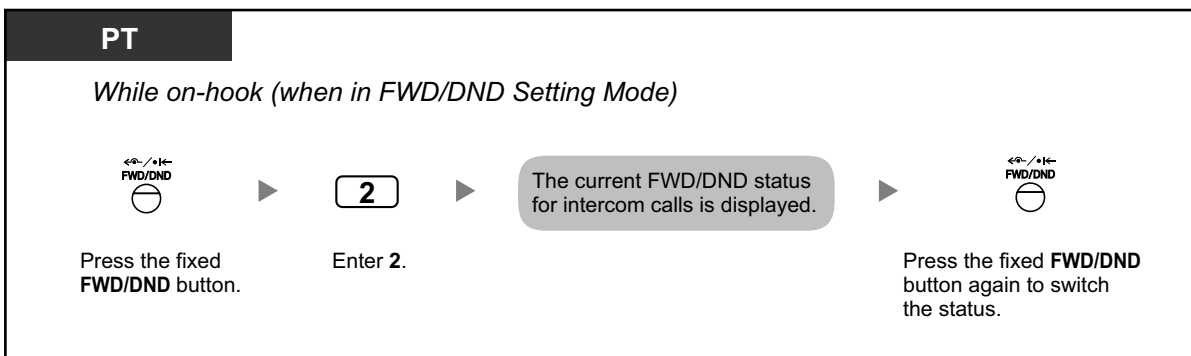 PT
While on-hook (when in FWD/DND Setting Mode)
FWD/DND
Press the fixed
FWD/DND button.
2
Enter 2.
The current FWD/DND status
for intercom calls is displayed.
FWD/DND
Press the fixed FWD/DND
button again to switch
the status.